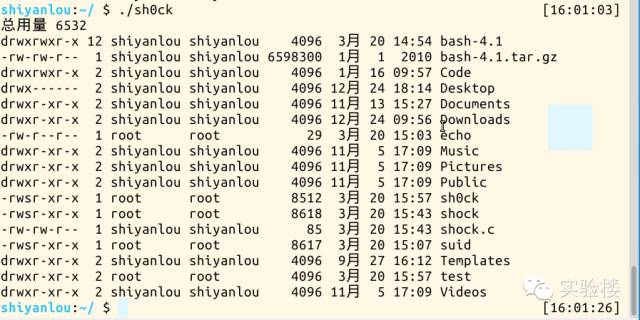 shiyanlou:~/ $ ./sh0ck [16:01:03]
总用量 6532
drwxrwxr-x 12 shiyanlou shiyanlou 4096 3月 20 14:54 bash-4.1
-rw-rw-r-- 1 shiyanlou shiyanlou 6598300 1月 1 2010 bash-4.1.tar.gz
drwxrwxr-x 2 shiyanlou shiyanlou 4096 1月 16 09:57 Code
drwx------ 2 shiyanlou shiyanlou 4096 12月 24 18:14 Desktop
drwxr-xr-x 2 shiyanlou shiyanlou 4096 11月 13 15:27 Documents
drwxrwxr-x 2 shiyanlou shiyanlou 4096 12月 24 09:56 Downloads
-rw-r--r-- 1 root root 29 3月 20 15:03 echo
drwxr-xr-x 2 shiyanlou shiyanlou 4096 11月 5 17:09 Music
drwxr-xr-x 2 shiyanlou shiyanlou 4096 11月 5 17:09 Pictures
drwxr-xr-x 2 shiyanlou shiyanlou 4096 11月 5 17:09 Public
-rwsr-xr-x 1 root root 8512 3月 20 15:57 sh0ck
-rwsr-xr-x 1 root root 8618 3月 20 15:43 shock
-rw-rw-r-- 1 shiyanlou shiyanlou 85 3月 20 15:43 shock.c
-rwsr-xr-x 1 root root 8617 3月 20 15:07 suid
drwxr-xr-x 2 shiyanlou shiyanlou 4096 9月 27 16:12 Templates
drwxr-xr-x 2 root root 4096 3月 20 15:57 test
drwxr-xr-x 2 shiyanlou shiyanlou 4096 11月 5 17:09 Videos
shiyanlou:~/ $ [16:01:26]
实验楼